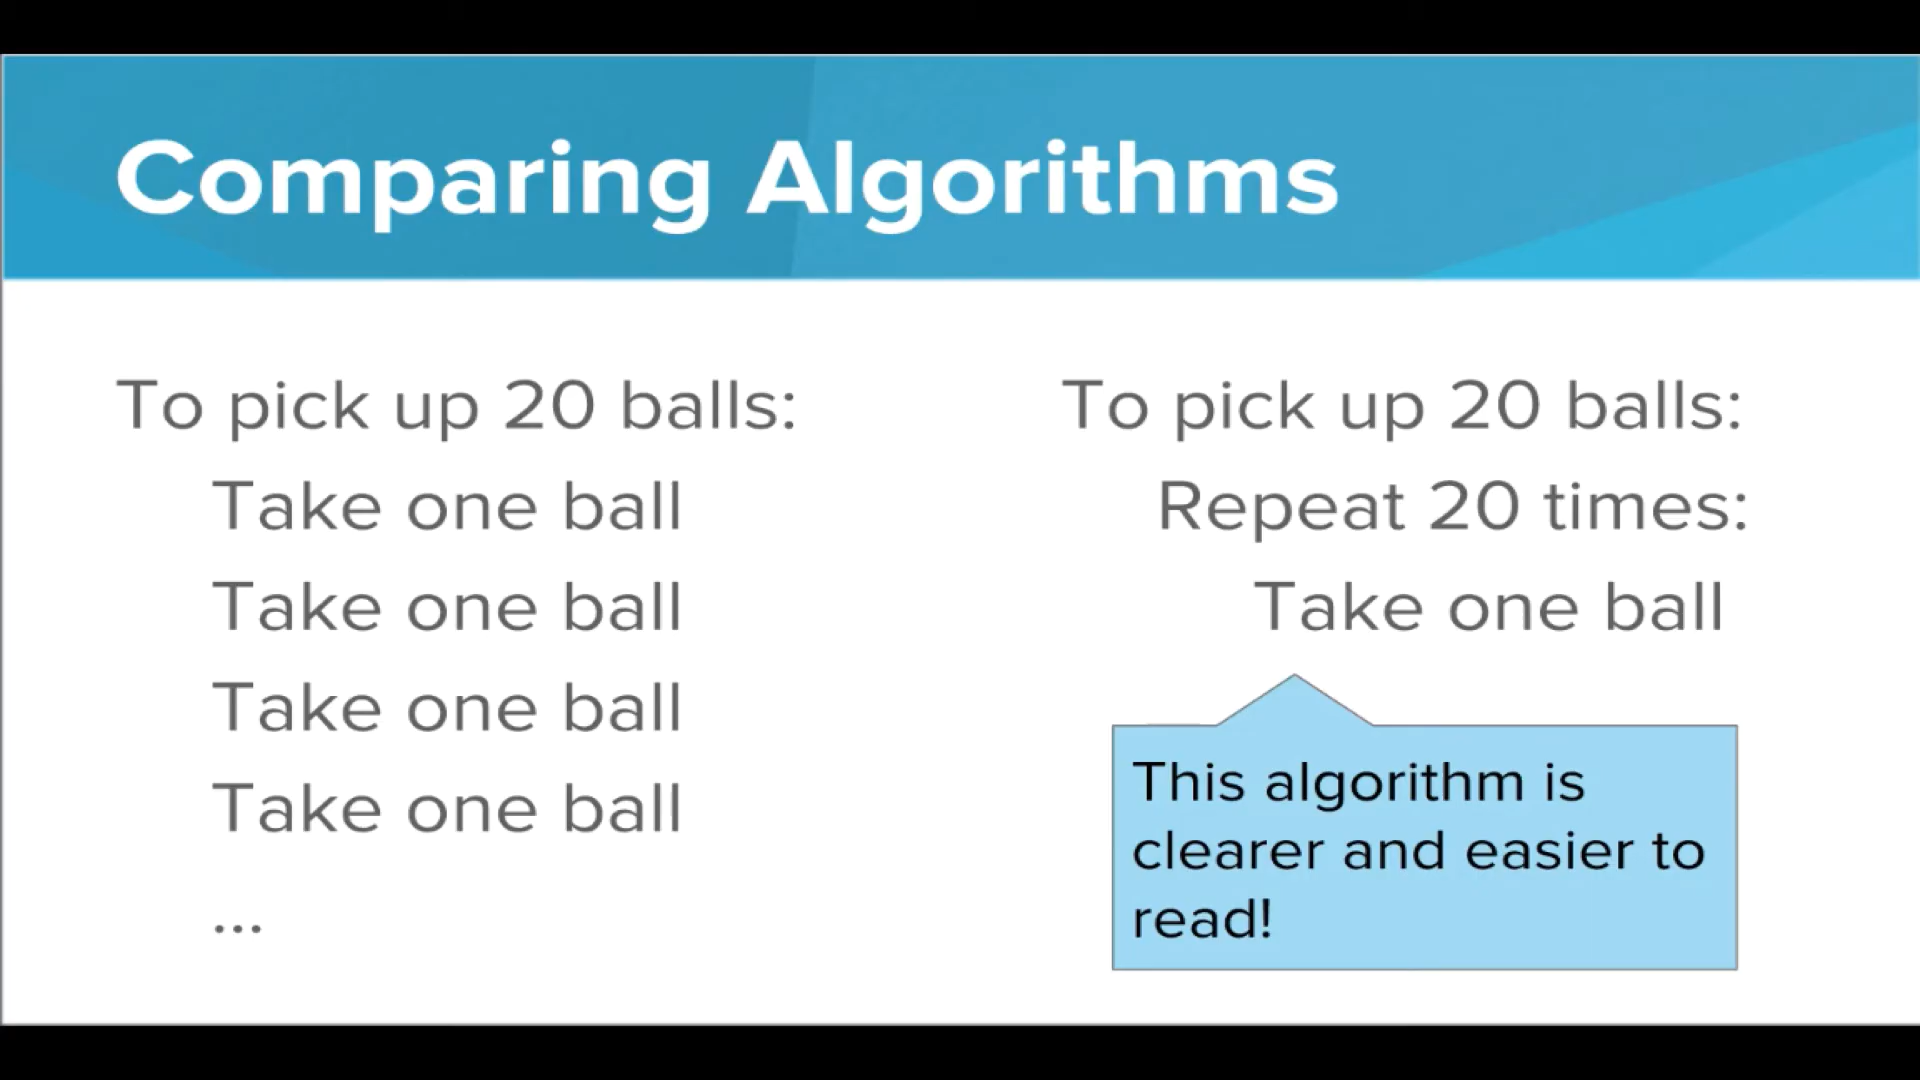 Comparing Algorithms
To pick up 20 balls:
Take one ball
Take one ball
Take one ball
Take one ball
...
To pick up 20 balls:
Repeat 20 times:
Take one ball
This algorithm is
clearer and easier to
read!